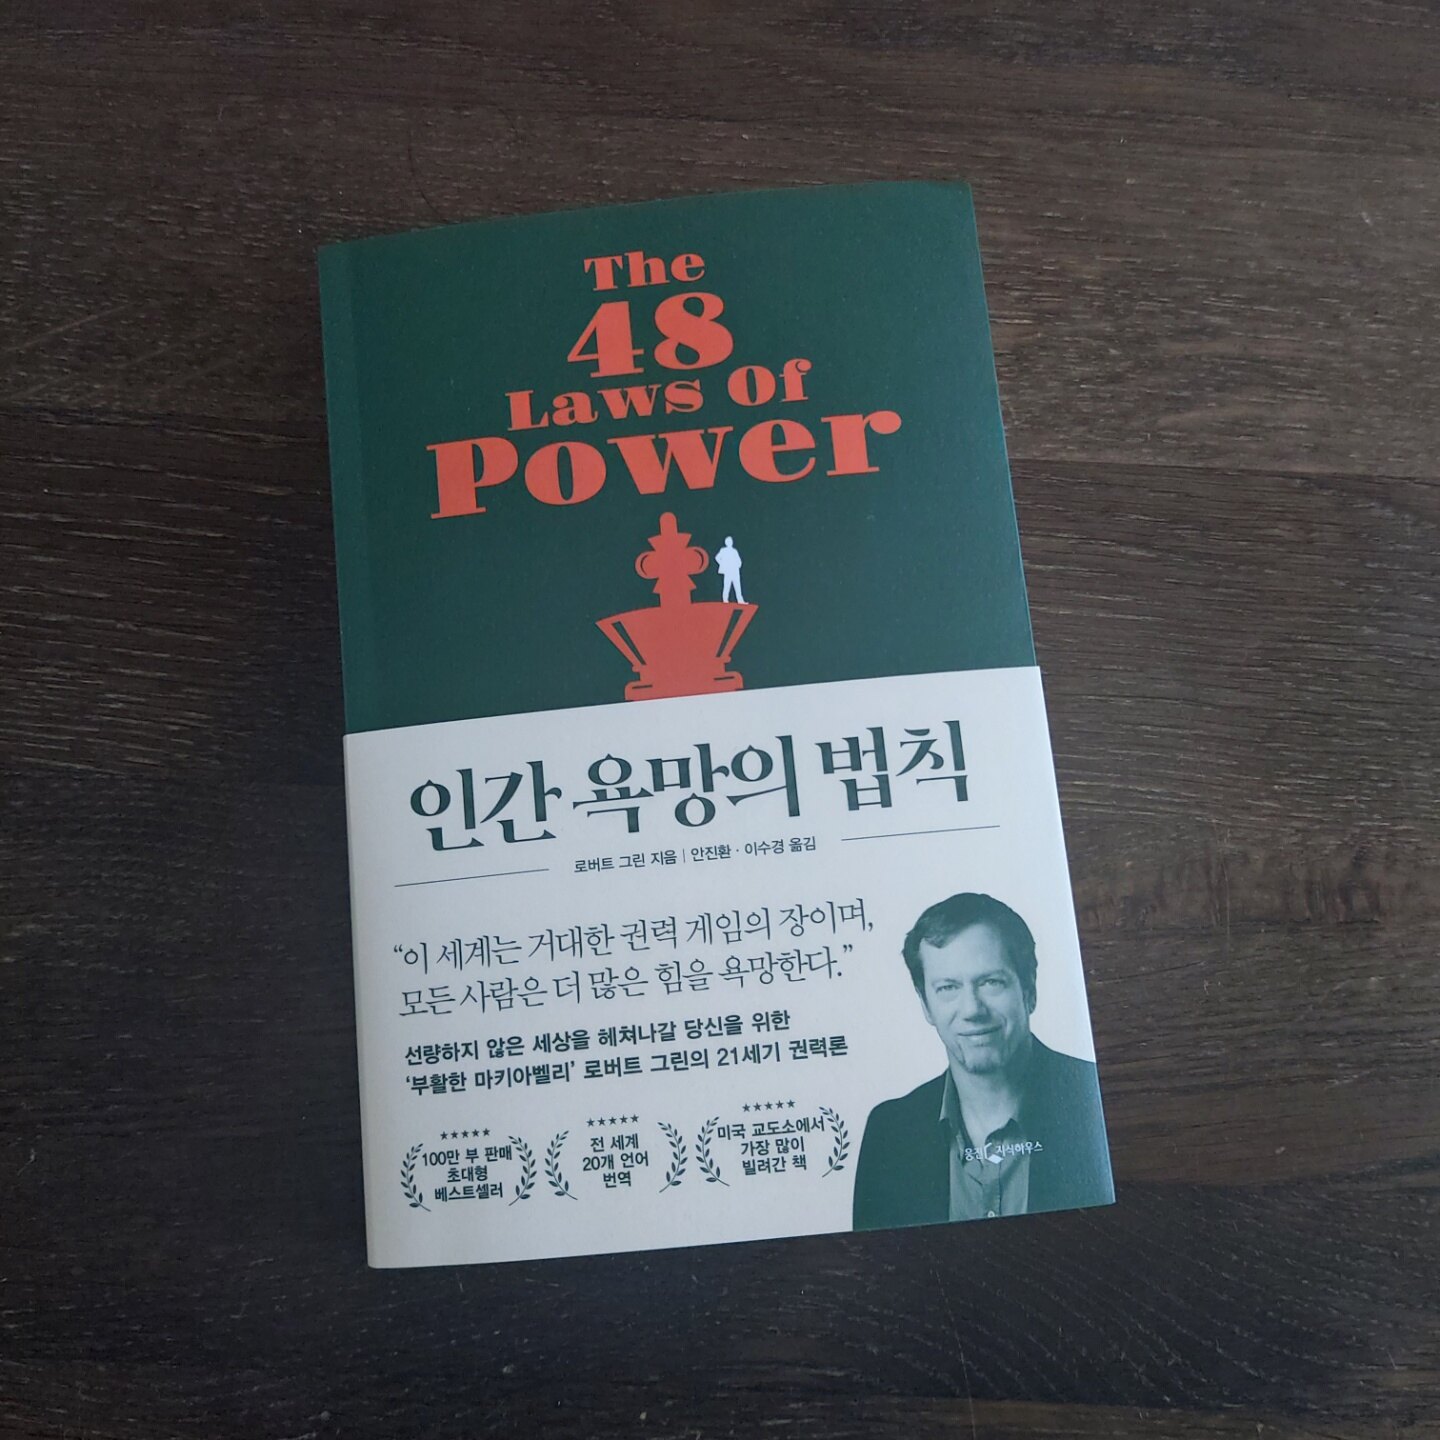 The
48
Laws Of
Power
인간 욕망의 법칙
로버트 그린 지음 | 안진환 · 이수경 옮김
“이 세계는 거대한 권력 게임의 장이며,
모든 사람은 더 많은 힘을 욕망한다.”
선량하지 않은 세상을 헤쳐나갈 당신을 위한
‘부활한 마키아벨리’ 로버트 그린의 21세기 권력론
★★★★★
100만 부 판매
초대형
베스트셀러
★★★★★
전 세계
20개 언어
번역
★★★★★
미국 교도소에서
가장 많이
빌려간 책
웅진 지식하우스